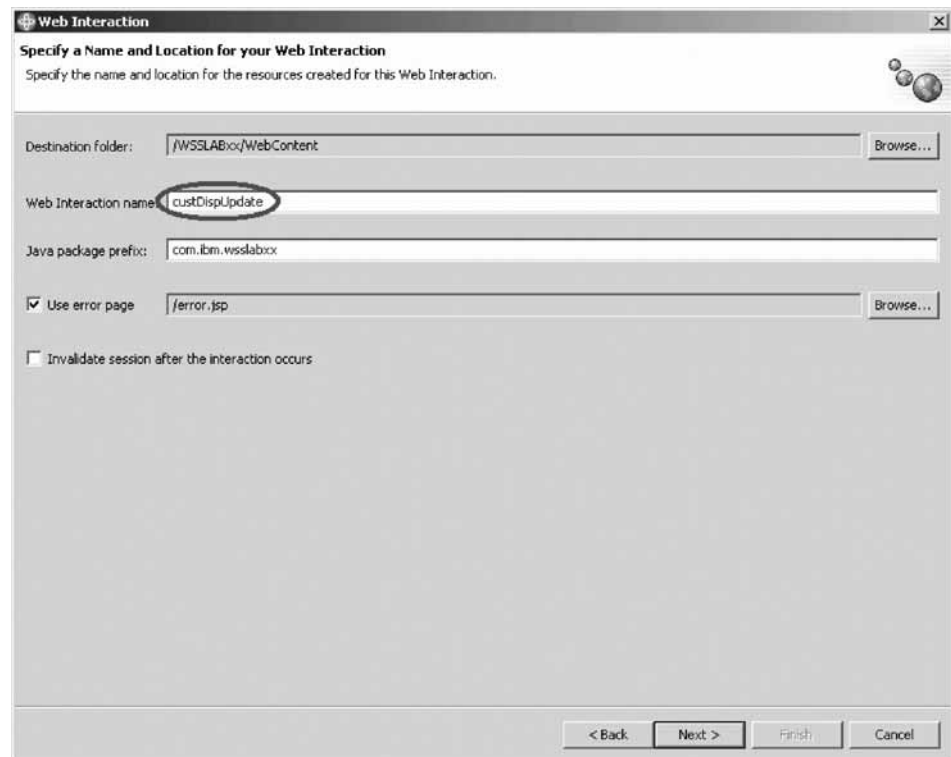 Web Interaction
Specify a Name and Location for your Web Interaction
Specify the name and location for the resources created for this Web Interaction.
Destination folder: /WSSLABxx/WebContent Browse...
Web Interaction name: custDispUpdate
Java package prefix: com.ibm.wsslabxx
Use error page /error.jsp Browse...
Invalidate session after the interaction occurs
< Back Next > Finish Cancel